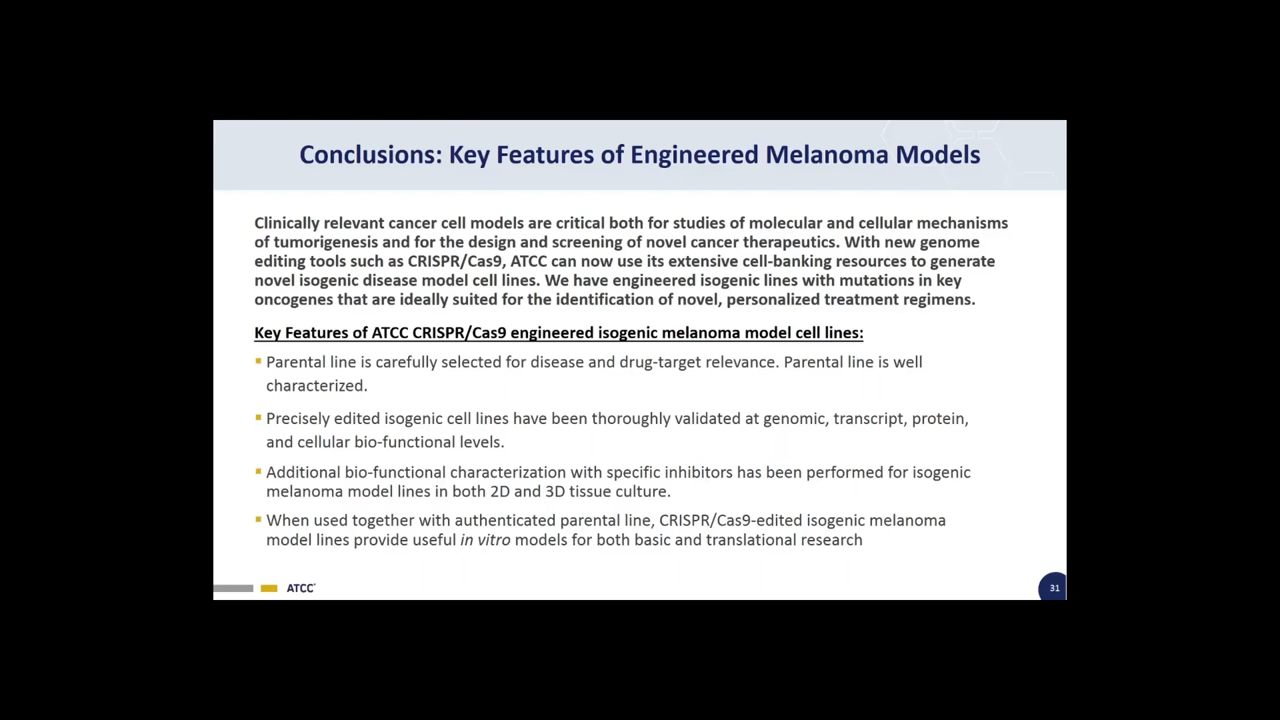 Conclusions: Key Features of Engineered Melanoma Models
Clinically relevant cancer cell models are critical both for studies of molecular and cellular mechanisms
of tumorigenesis and for the design and screening of novel cancer therapeutics. With new genome
editing tools such as CRISPR/Cas9, ATCC can now use its extensive cell-banking resources to generate
novel isogenic disease model cell lines. We have engineered isogenic lines with mutations in key
oncogenes that are ideally suited for the identification of novel, personalized treatment regimens.
Key Features of ATCC CRISPR/Cas9 engineered isogenic melanoma model cell lines:
▪ Parental line is carefully selected for disease and drug-target relevance. Parental line is well
characterized.
▪ Precisely edited isogenic cell lines have been thoroughly validated at genomic, transcript, protein,
and cellular bio-functional levels.
▪ Additional bio-functional characterization with specific inhibitors has been performed for isogenic
melanoma model lines in both 2D and 3D tissue culture.
▪ When used together with authenticated parental line, CRISPR/Cas9-edited isogenic melanoma
model lines provide useful in vitro models for both basic and translational research
ATCC
31